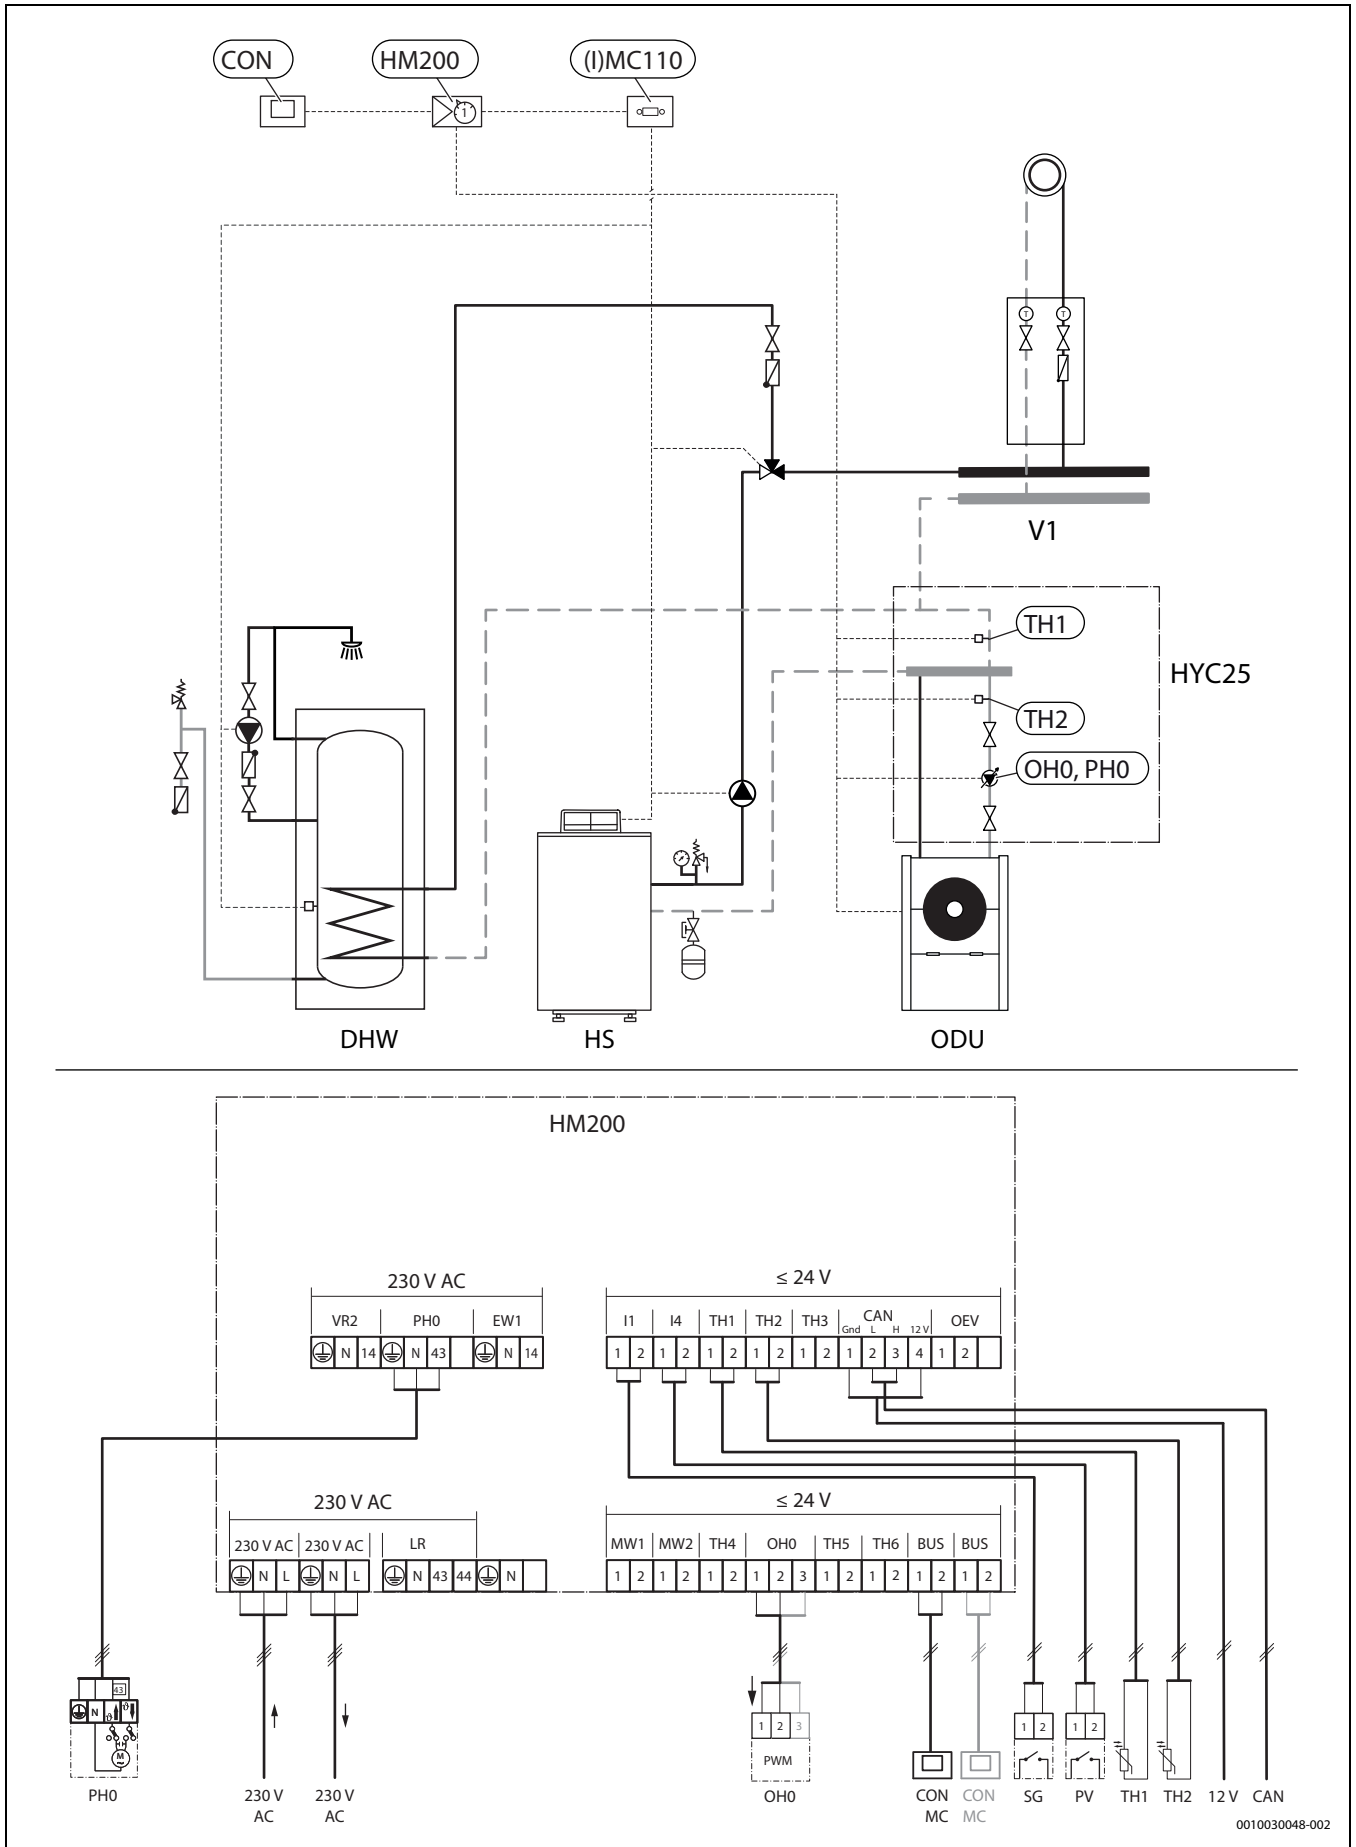 CON HM200 (I)MC110
1
T T
V1
TH1
HYC25
TH2
OH0, PH0
DHW HS ODU
HM200
230 V AC ≤ 24 V
VR2 PH0 EW1 I1 I4 TH1 TH2 TH3 CAN OEV
Gnd L H 12 V
N 14 N 43 N 14 1 2 1 2 1 2 1 2 1 2 1 2 3 4 1 2
230 V AC ≤ 24 V
230 V AC 230 V AC LR MW1 MW2 TH4 OH0 TH5 TH6 BUS BUS
N L N L N 43 44 N 1 2 1 2 1 2 1 2 3 1 2 1 2 1 2 1 2
43
N ϑ ϑ
M
~
1 2 3
PWM
1 2 1 2
PH0 230 V AC 230 V AC OH0 CON MC CON MC SG PV TH1 TH2 12 V CAN
0010030048-002